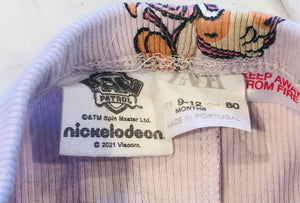 PATROL
©&TM Spin Master Ltd.
nickelodeon
© 2021 Viacom.
9-12
MONTHS
CM
80
MADE IN PORTUGAL
KEEP AWAY
FROM FIRE